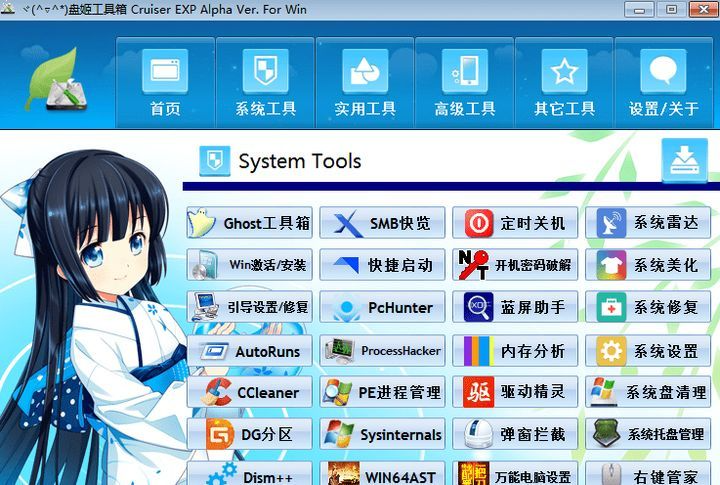 ヾ(^▽^*)盘姬工具箱 Cruiser EXP Alpha Ver. For Win
首页 系统工具 实用工具 高级工具 其它工具 设置/关于
System Tools
Ghost工具箱 SMB快览 定时关机 系统雷达
Win激活/安装 快捷启动 开机密码破解 系统美化
引导设置/修复 PcHunter 蓝屏助手 系统修复
AutoRuns ProcessHacker 内存分析 系统设置
CCleaner PE进程管理 驱 驱动精灵 系统盘清理
DG分区 Sysinternals 弹窗拦截 系统托盘管理
Dism++ WIN64AST 万能电脑设置 右键管家